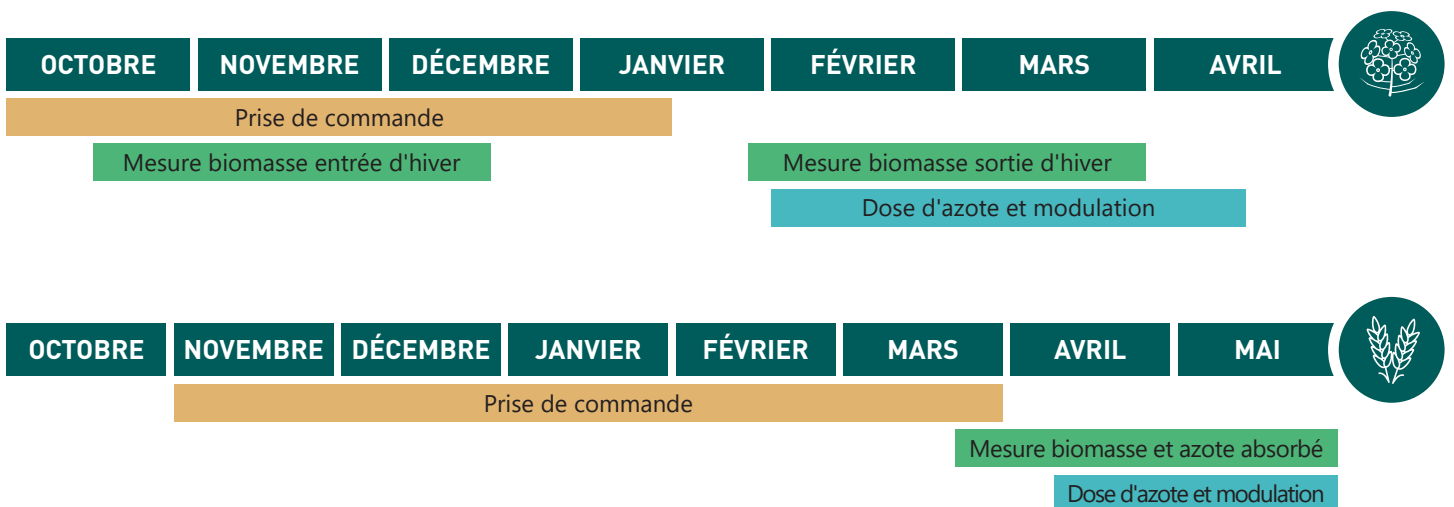 OCTOBRE NOVEMBRE DÉCEMBRE JANVIER FÉVRIER MARS AVRIL
Prise de commande
Mesure biomasse entrée d'hiver Mesure biomasse sortie d'hiver
Dose d'azote et modulation
OCTOBRE NOVEMBRE DÉCEMBRE JANVIER FÉVRIER MARS AVRIL MAI
Prise de commande
Mesure biomasse et azote absorbé
Dose d'azote et modulation